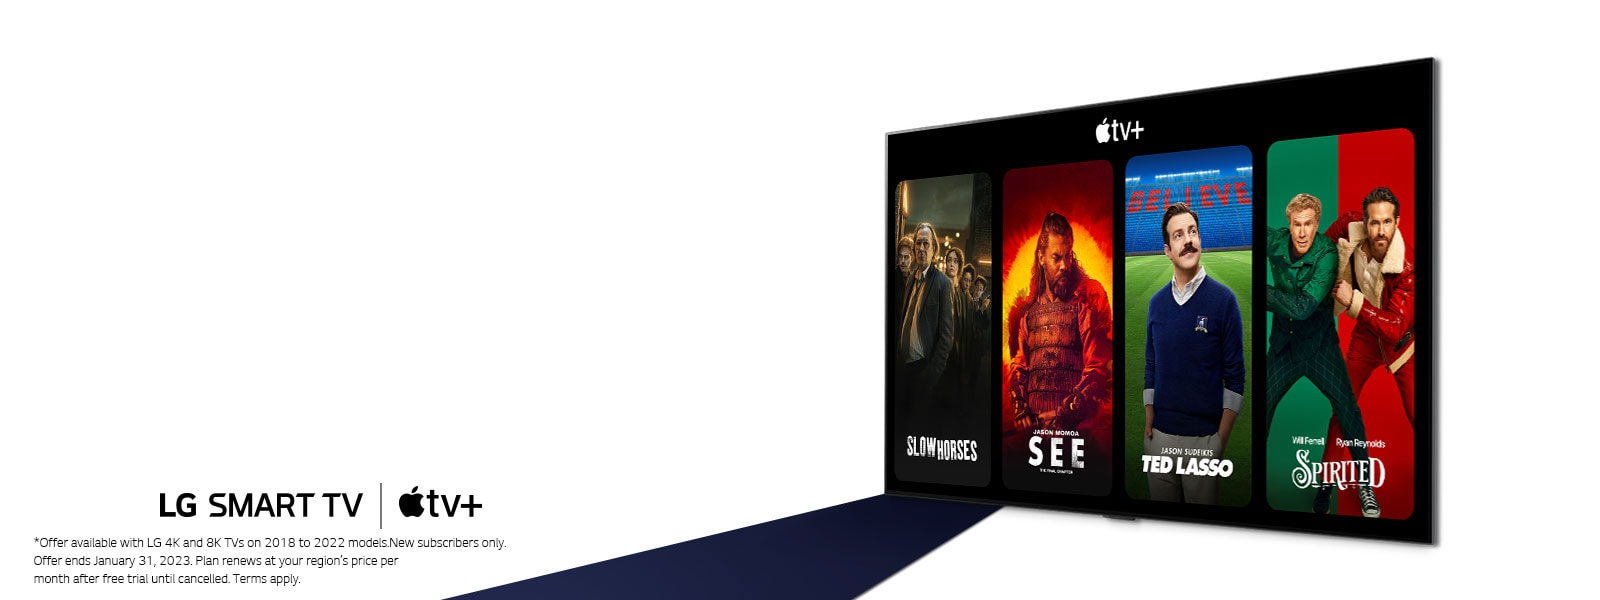 tv+
BELIEVE
SLOW HORSES
JASON MOMOA
SEE
THE FINAL CHAPTER
JASON SUDEIKIS
TED LASSO
Will Ferrell Ryan Reynolds
SPIRITED
LG SMART TV | tv+
*Offer available with LG 4K and 8K TVs on 2018 to 2022 models.New subscribers only.
Offer ends January 31, 2023. Plan renews at your region's price per
month after free trial until cancelled. Terms apply.